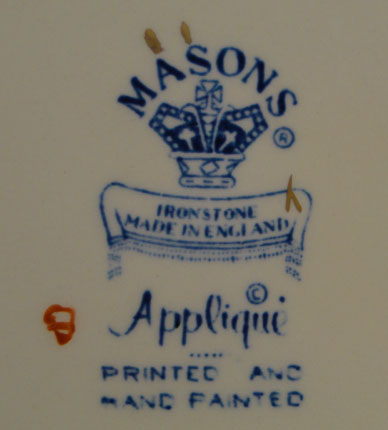 MASONS
®
IRONSTONE
MADE IN ENGLAND
©
Appliqué
PRINTED AND
HAND PAINTED